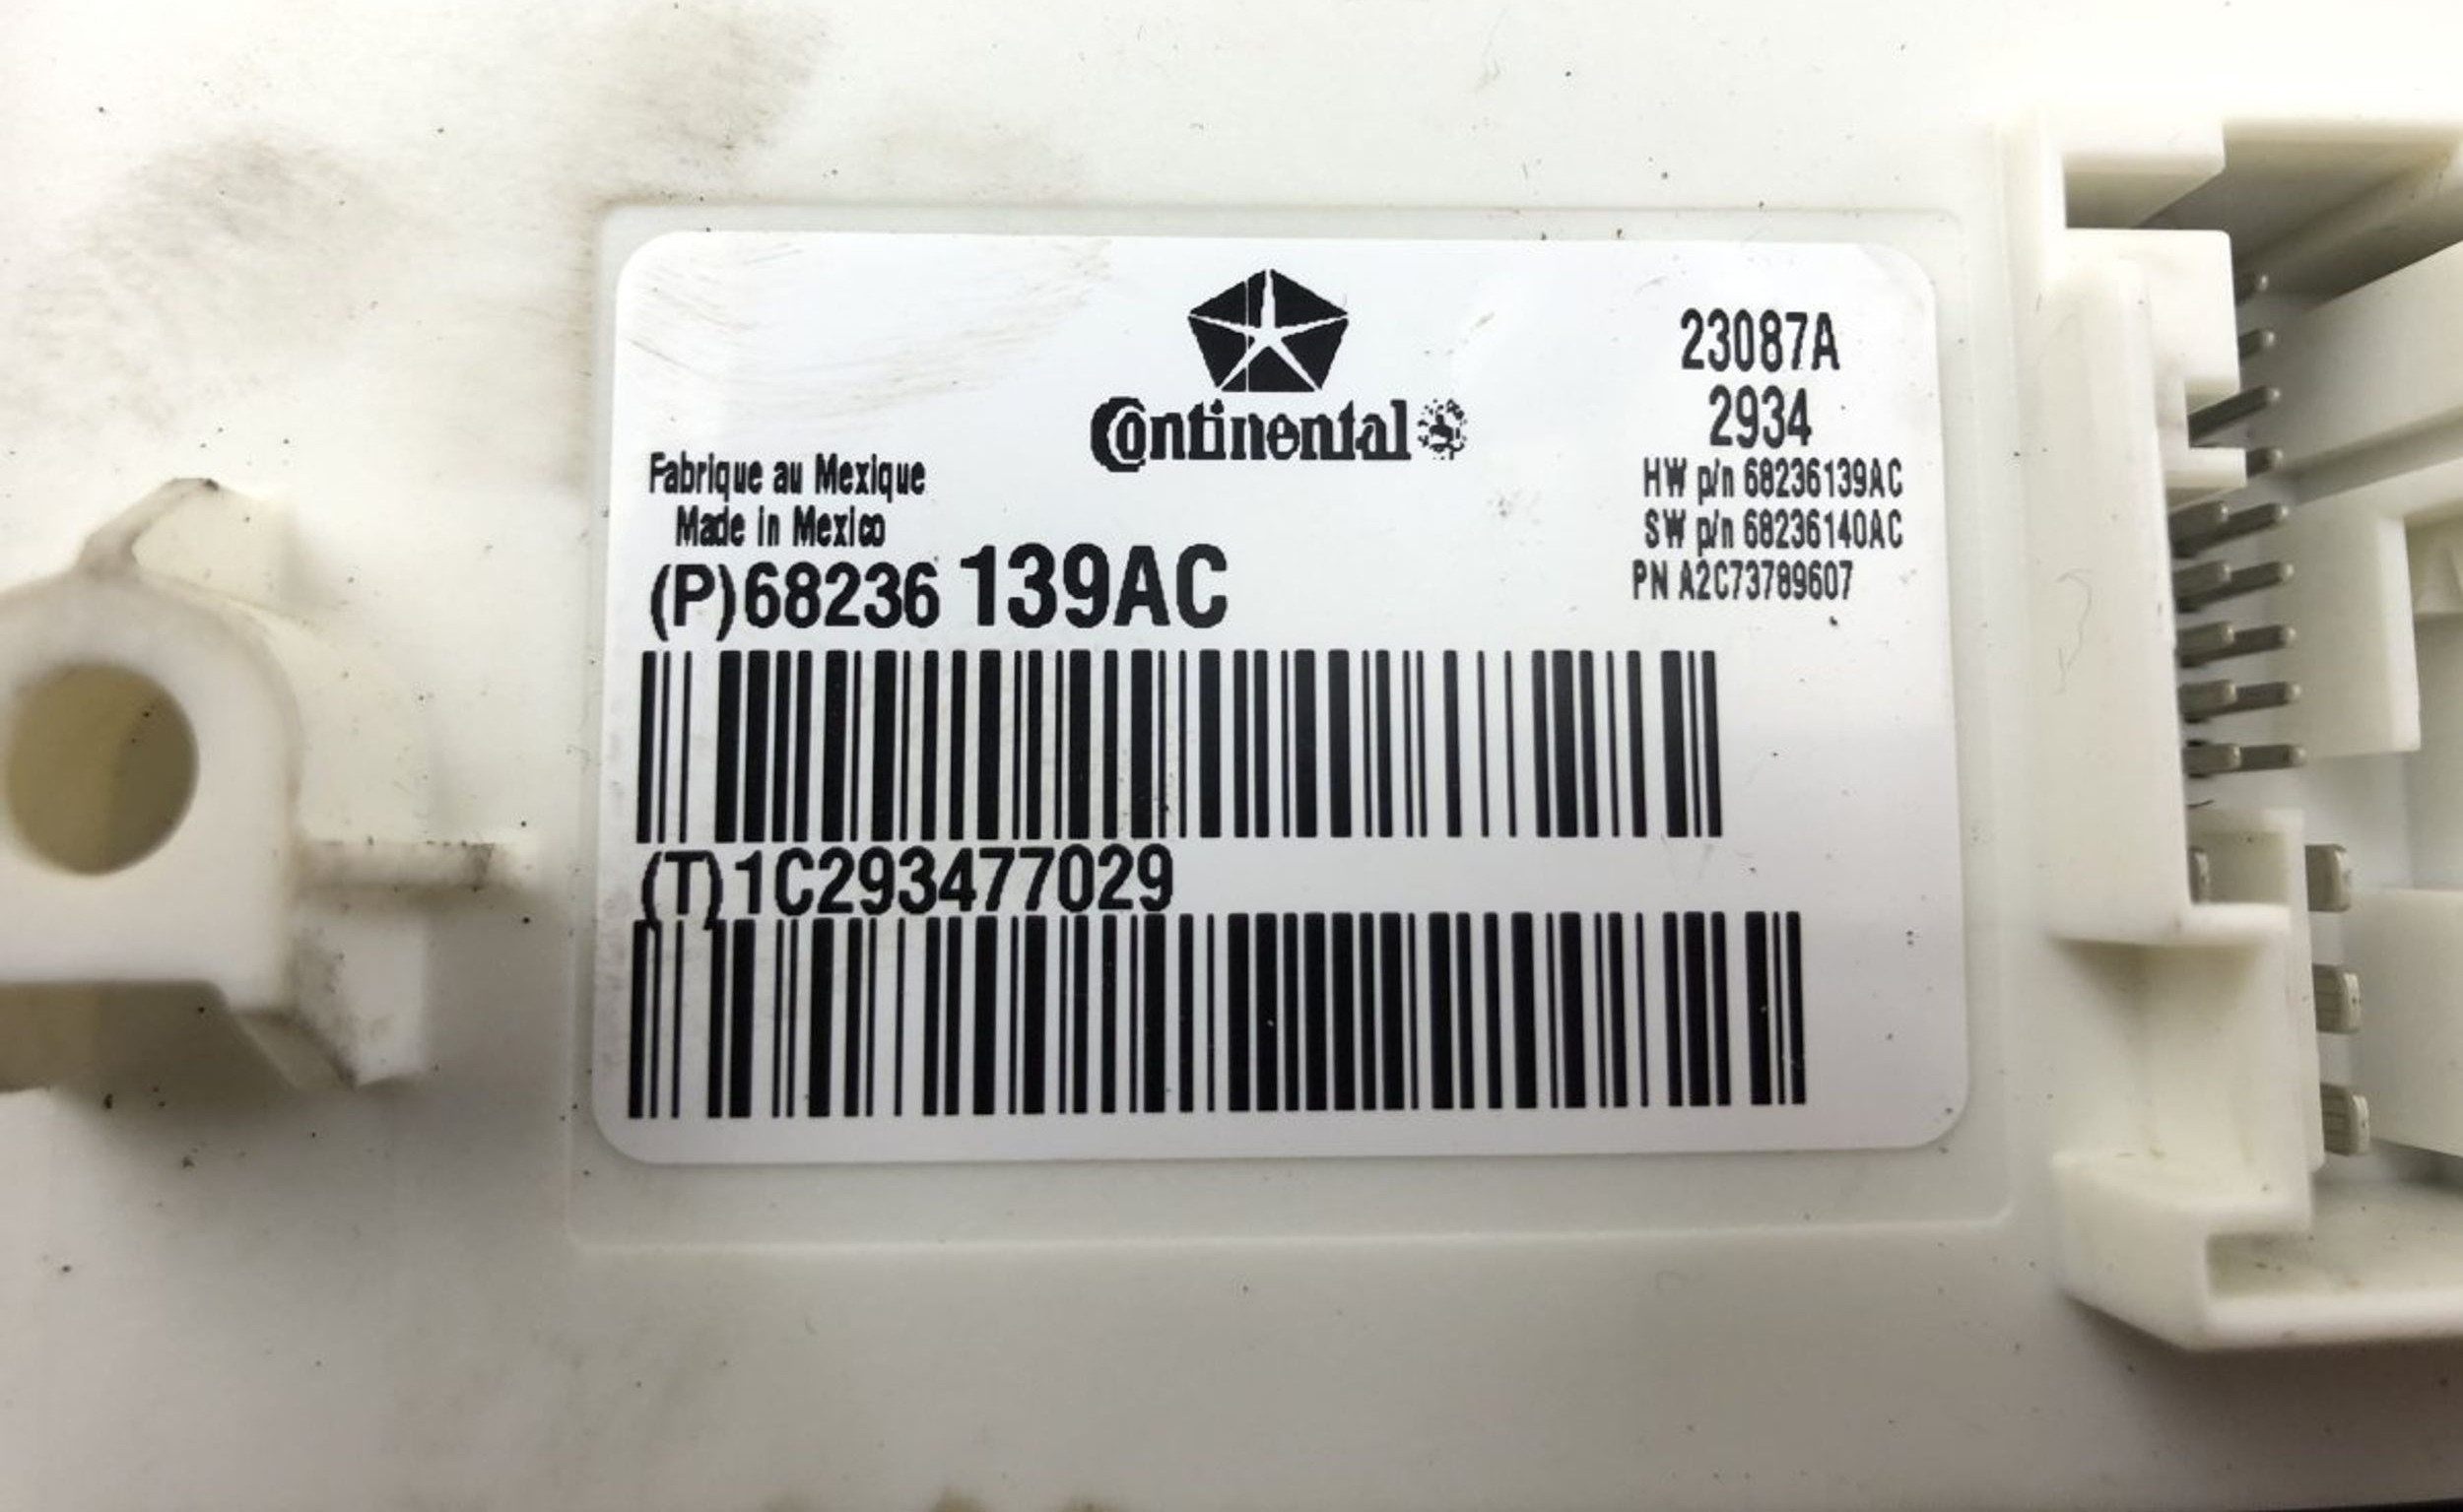 Continental
23087A
2934
Fabrique au Mexique
Made in Mexico
HW p/n 68236139AC
SW p/n 68236140AC
PN A2C73789607
(P)68236 139AC
(T)1C293477029